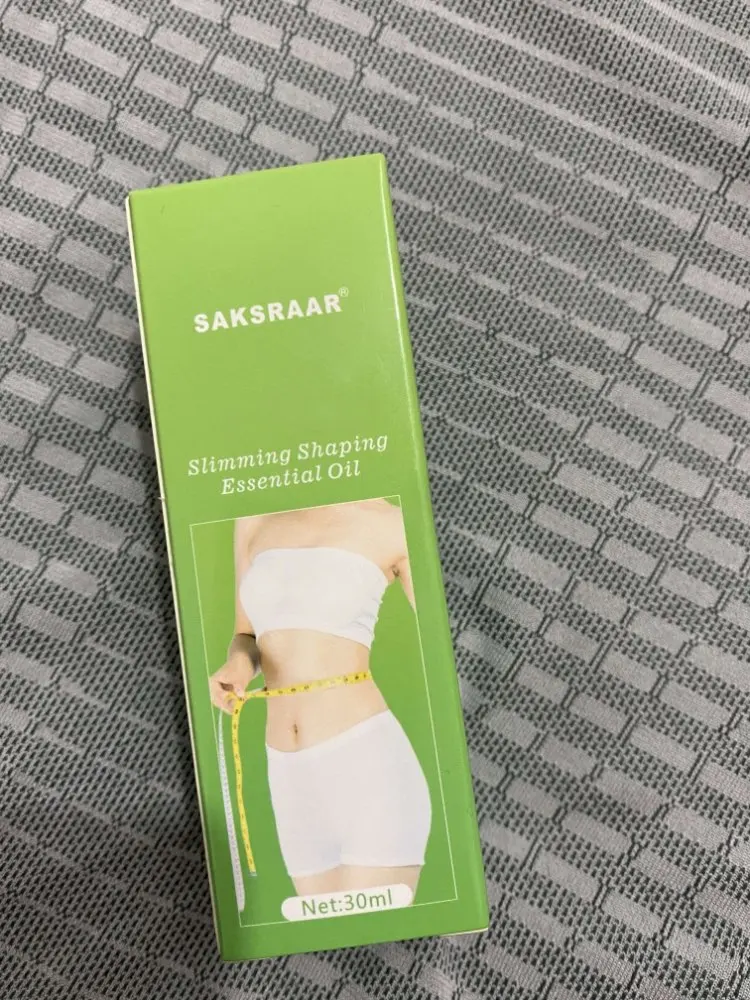 SAKSRAAR®
Slimming Shaping
Essential Oil
Net:30ml